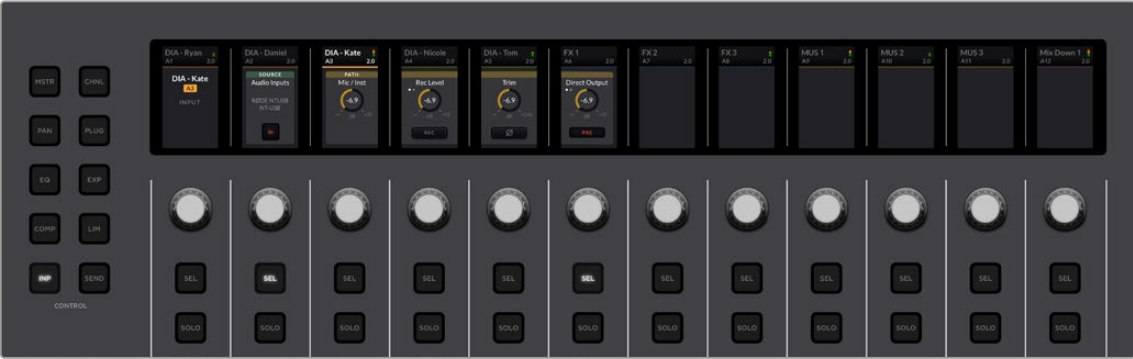 DIA - Ryan DIA - Daniel DIA - Kate DIA - Nicole DIA - Tom FX 1 FX 2 FX 3 MUS 1 MUS 2 MUS 3 Mix Down 1
A1 2.0 A2 2.0 A3 2.0 A4 2.0 A5 2.0 A6 2.0 A7 2.0 A8 2.0 A9 2.0 A10 2.0 A11 2.0 A12 2.0
SOURCE PATH
DIA - Kate Audio Inputs Mic / Inst Rec Level Trim Direct Output
A3
INPUT RØDE NTUSB -6.9 -6.9 -6.9 -6.9
NT-USB
In REC Ø PRE
MSTR CHNL
PAN PLUG
EQ EXP
COMP LIM
INP SEND SEL SEL SEL SEL SEL SEL SEL SEL SEL SEL SEL SEL
CONTROL
SOLO SOLO SOLO SOLO SOLO SOLO SOLO SOLO SOLO SOLO SOLO SOLO